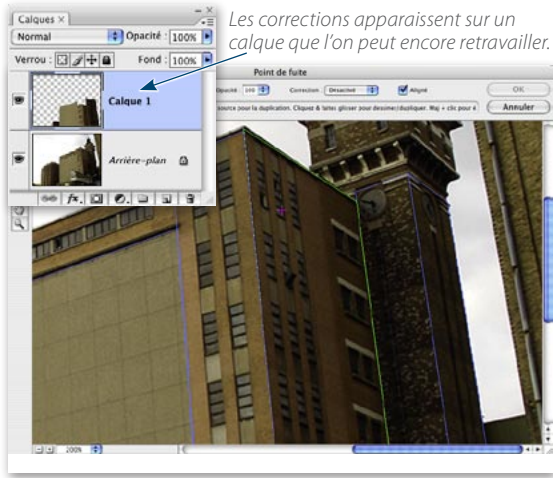 Calques ×
Les corrections apparaissent sur un
calque que l'on peut encore retravailler.
Normal Opacité : 100%
Verrou : Fond : 100%
Calque 1
Arrière-plan
fx.
Point de fuite
Opacité 100 Correction : Désactivé Aligné OK
source pour la duplication. Cliquez & faites glisser pour dessiner/dupliquer. Maj + clic pour é Annuler
200%